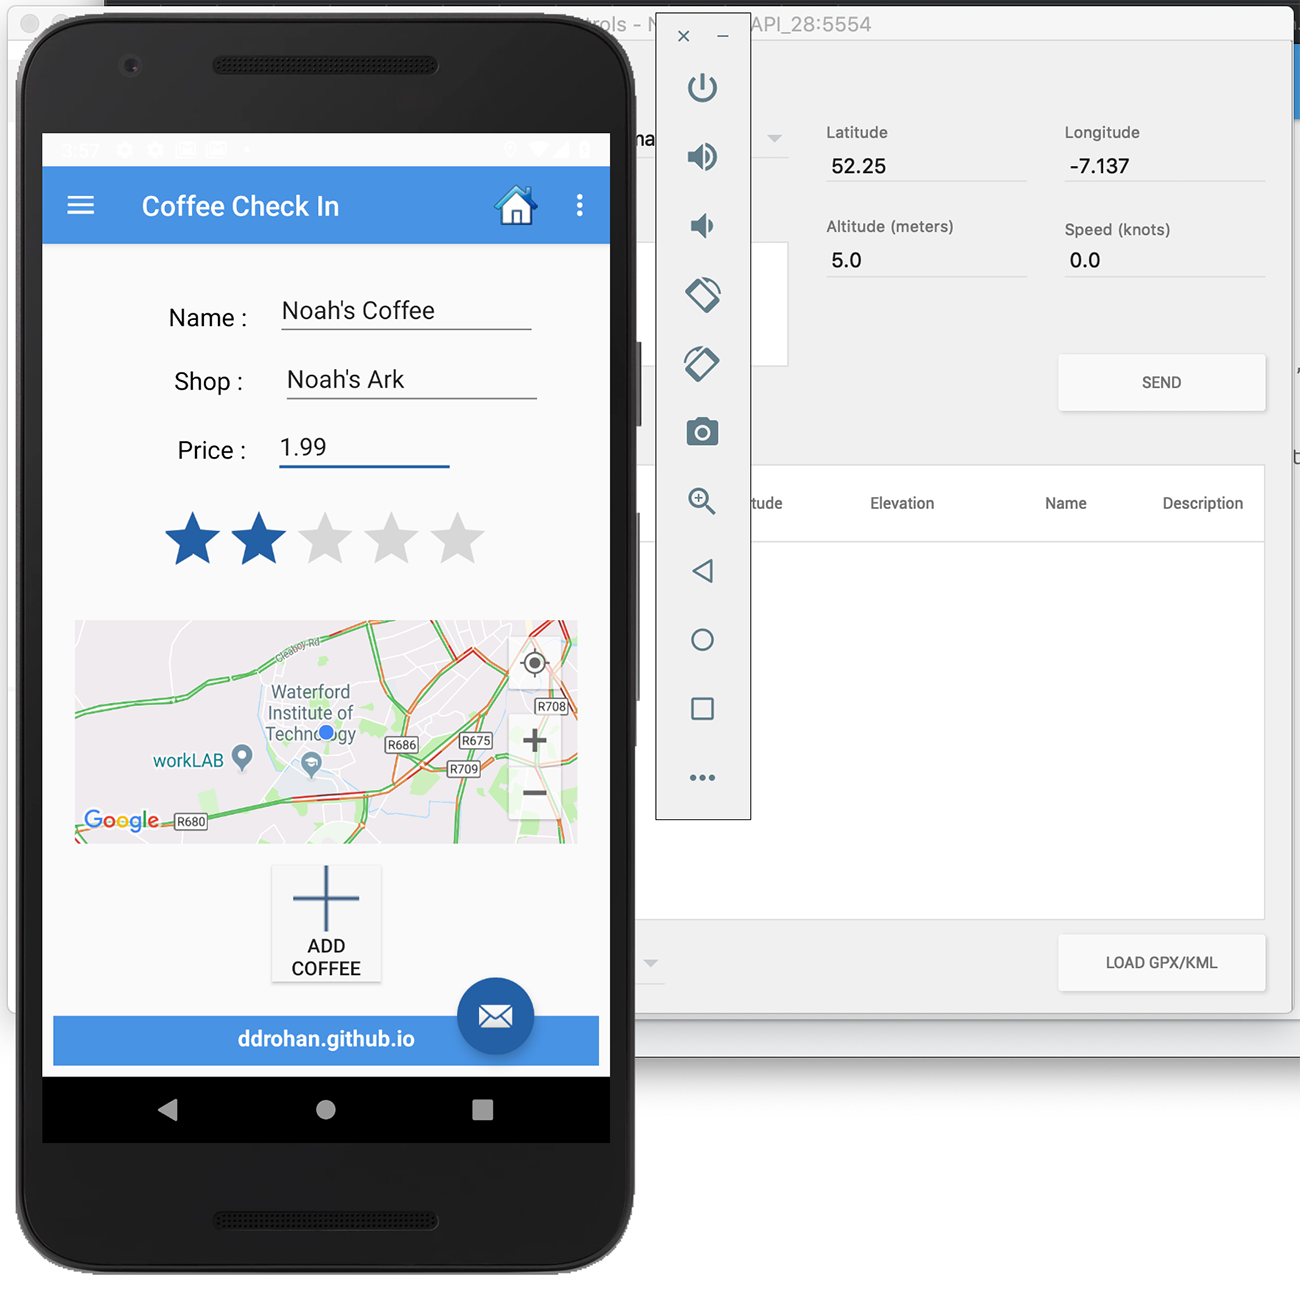 rols - N
API_28:5554
3:57
Coffee Check In
Name :
Noah's Coffee
Shop :
Noah's Ark
Price :
1.99
Gleaboy Rd
Waterford
Institute of
Technology
workLAB
R708
R686
R675
R709
R680
Google
ADD
COFFEE
ddrohan.github.io
ma
Latitude
52.25
Longitude
-7.137
Altitude (meters)
5.0
Speed (knots)
0.0
SEND
tude
Elevation
Name
Description
LOAD GPX/KML